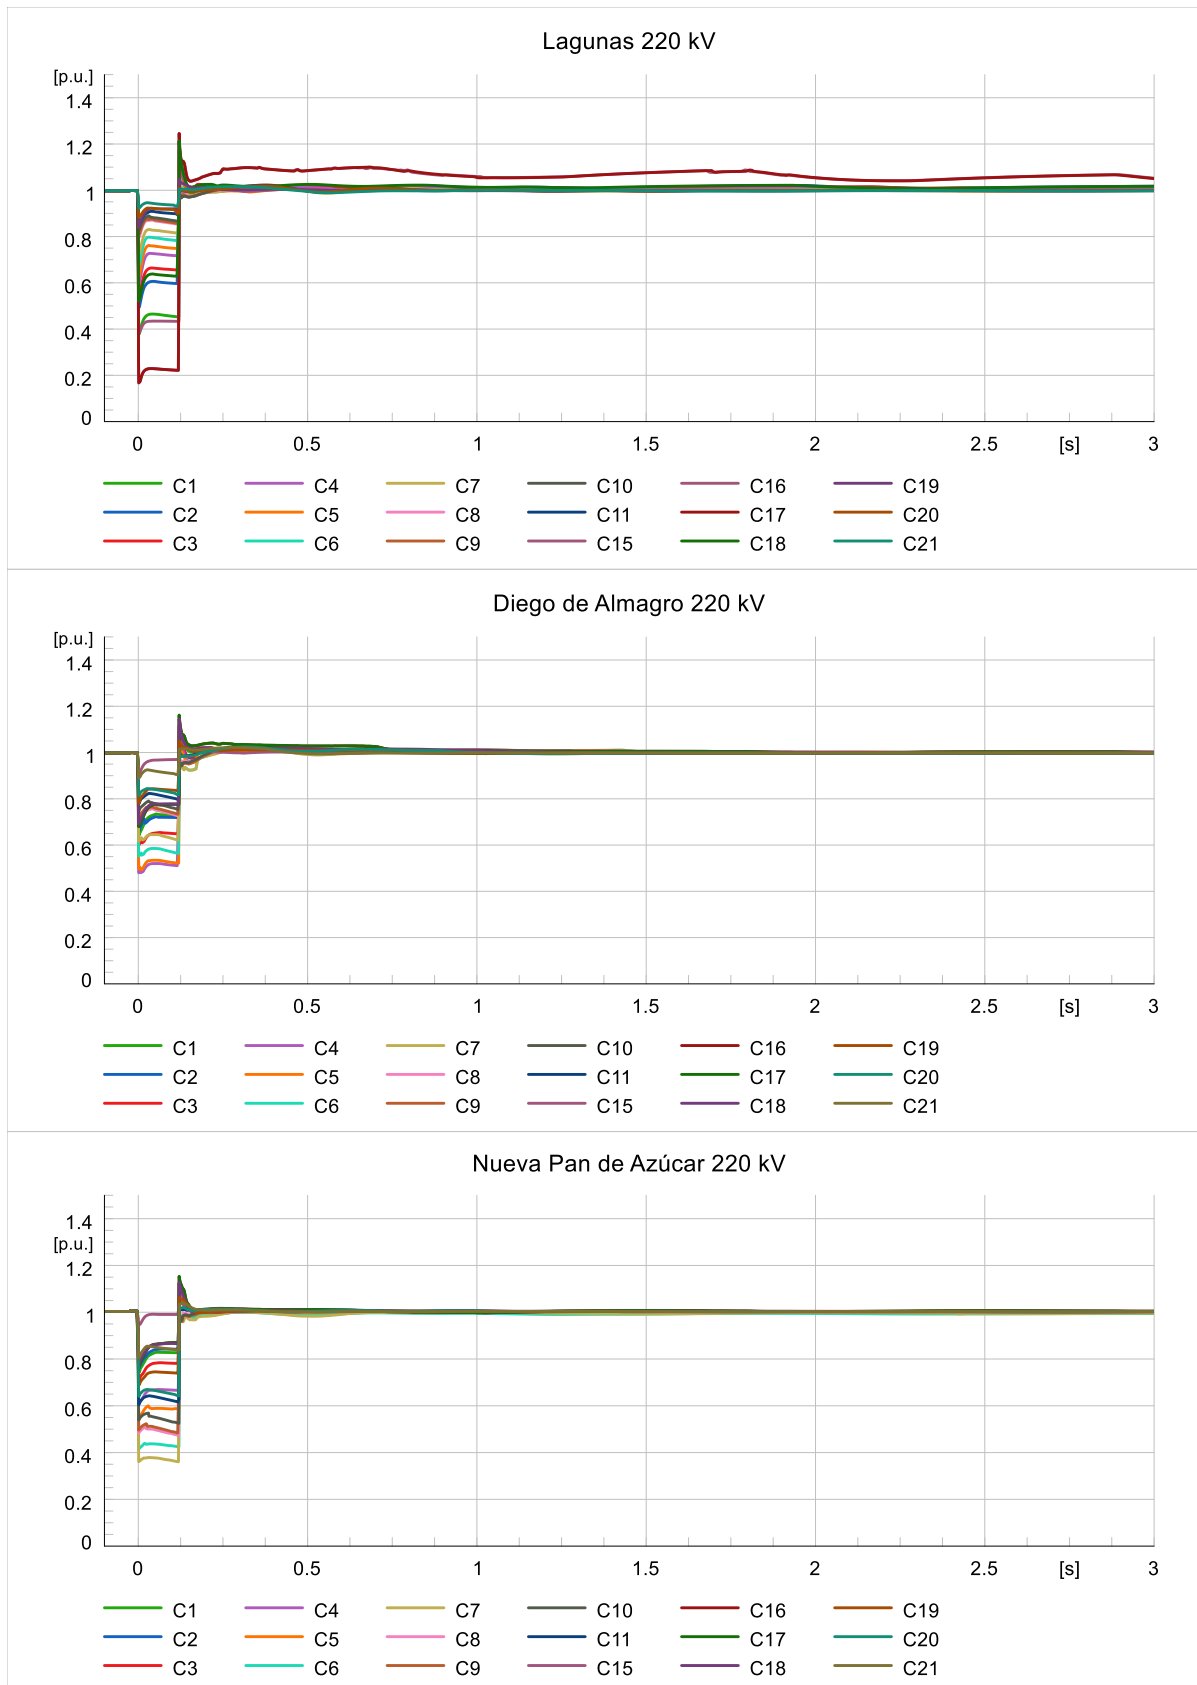 Lagunas 220 kV
[p.u.]
1.4
1.2
1
0.8
0.6
0.4
0.2
0
0 0.5 1 1.5 2 2.5 [s] 3
C1 C4 C7 C10 C16 C19
C2 C5 C8 C11 C17 C20
C3 C6 C9 C15 C18 C21
Diego de Almagro 220 kV
[p.u.]
1.4
1.2
1
0.8
0.6
0.4
0.2
0
0 0.5 1 1.5 2 2.5 [s] 3
C1 C4 C7 C10 C16 C19
C2 C5 C8 C11 C17 C20
C3 C6 C9 C15 C18 C21
Nueva Pan de Azúcar 220 kV
1.4
[p.u.]
1.2
1
0.8
0.6
0.4
0.2
0
0 0.5 1 1.5 2 2.5 [s] 3
C1 C4 C7 C10 C16 C19
C2 C5 C8 C11 C17 C20
C3 C6 C9 C15 C18 C21